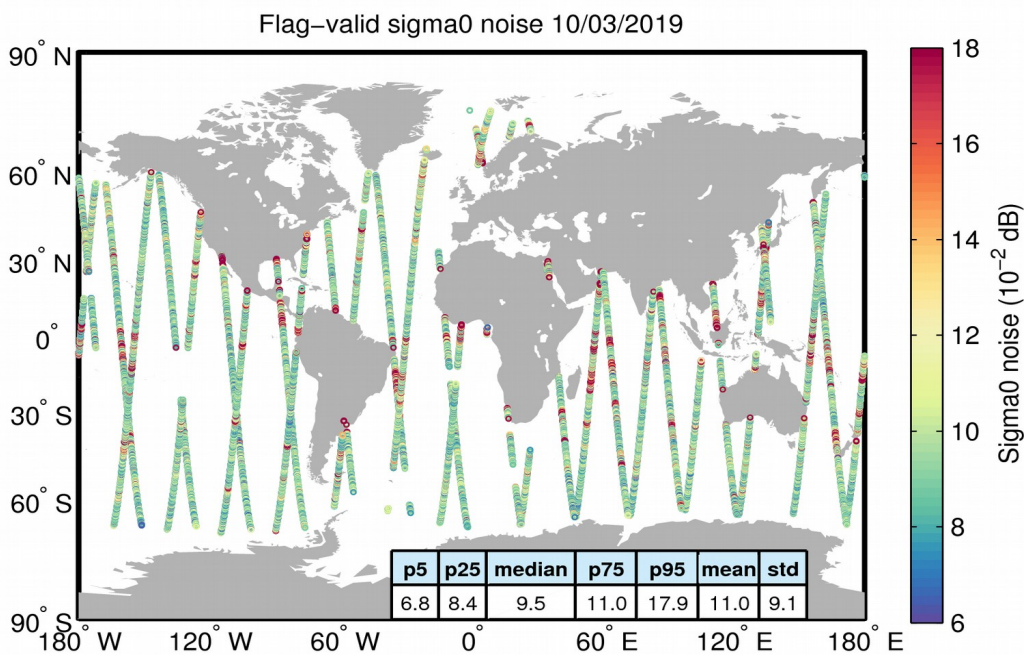 Flag−valid sigma0 noise 10/03/2019
90° N
60° N
30° N
0°
30° S
60° S
90° S
180° W 120° W 60° W 0° 60° E 120° E 180° E
p5 p25 median p75 p95 mean std
6.8 8.4 9.5 11.0 17.9 11.0 9.1
18
16
14
12
10
8
6
Sigma0 noise (10⁻² dB)